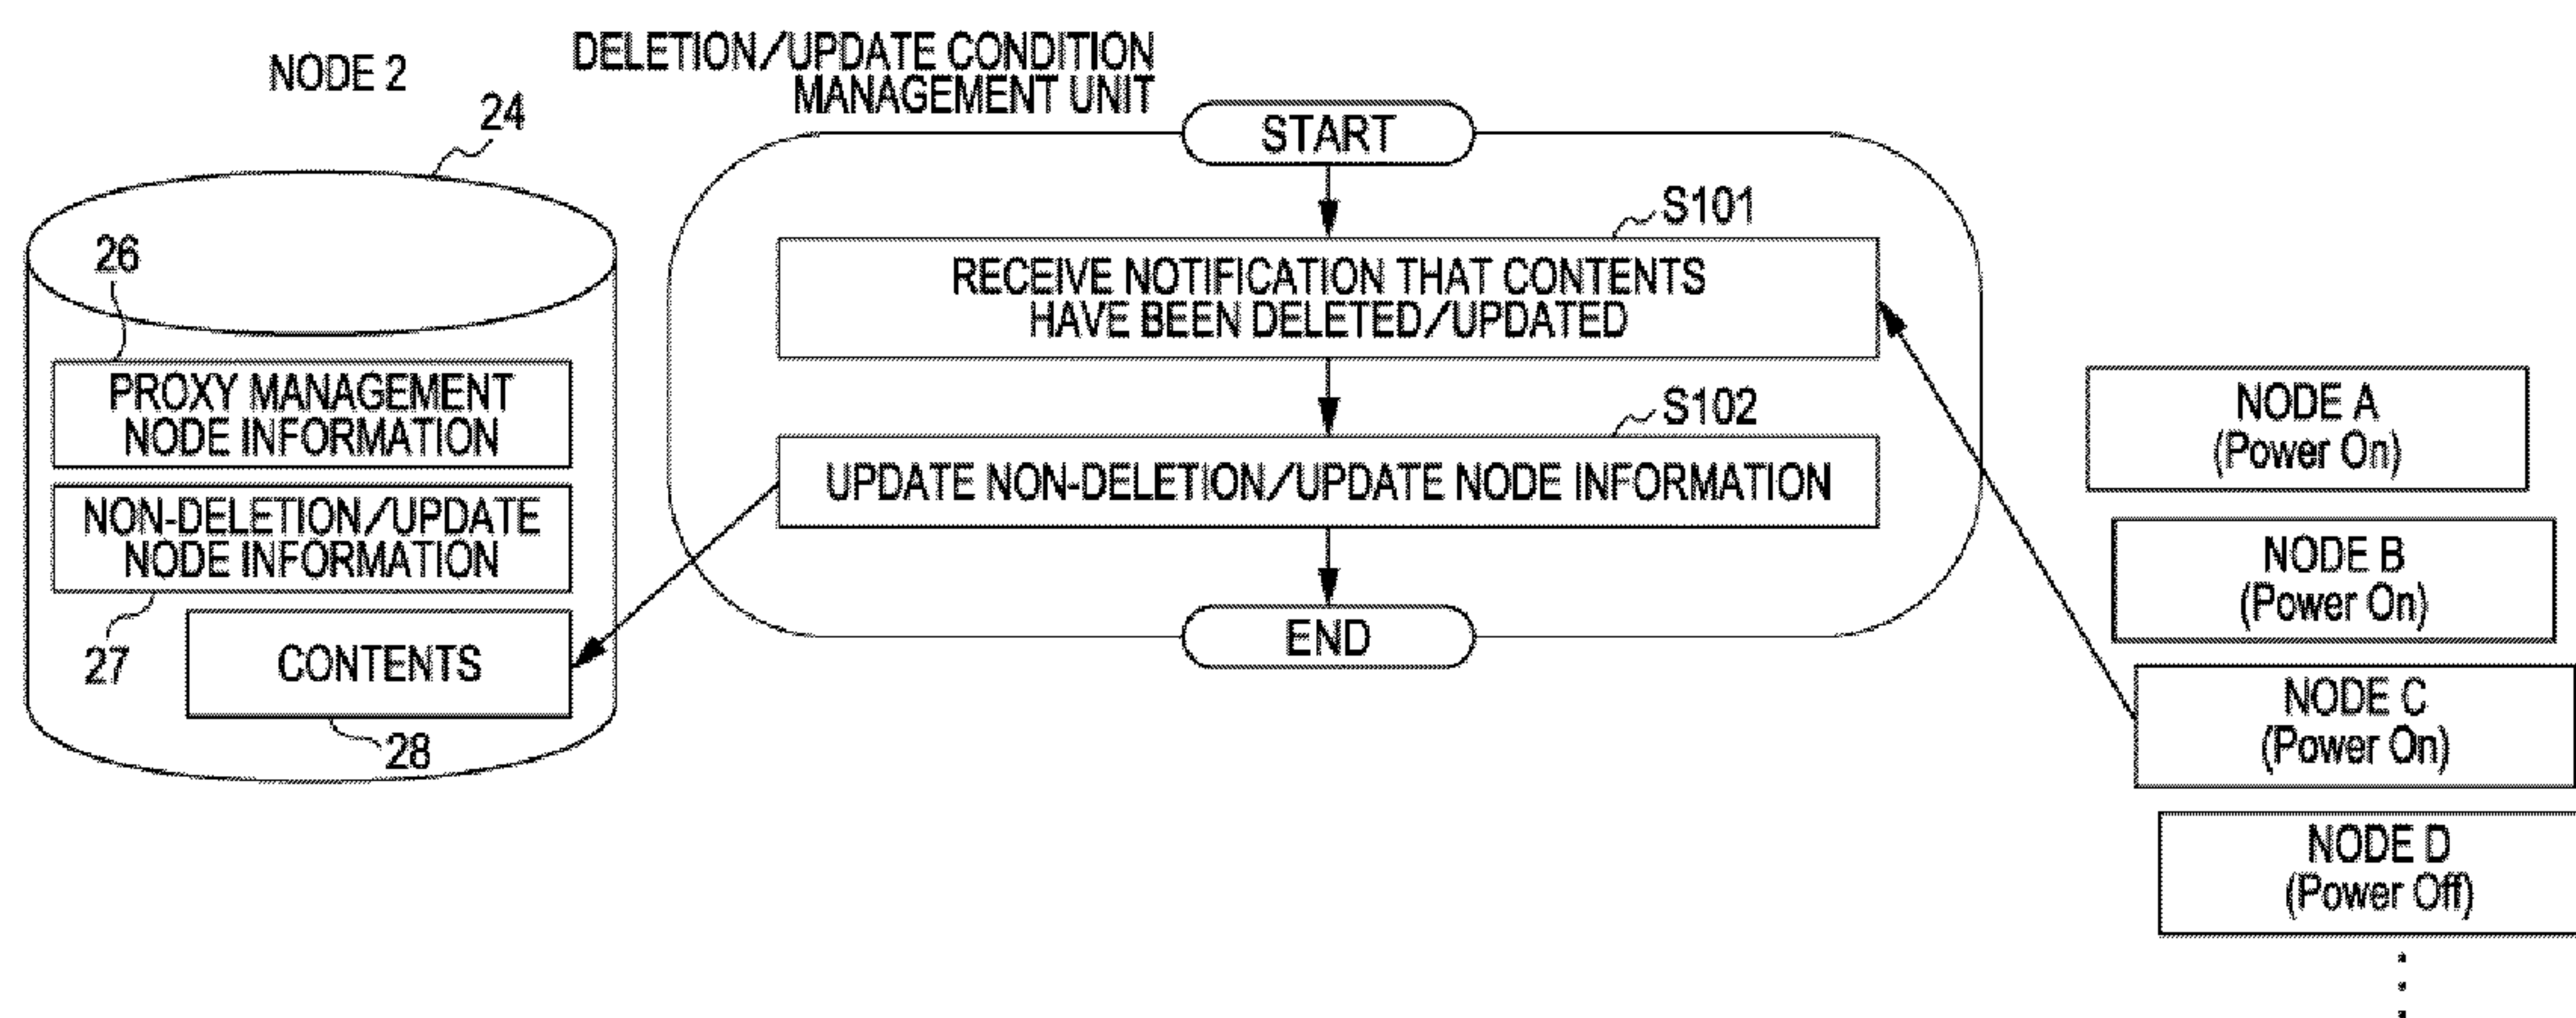 NODE 2
24
26
PROXY MANAGEMENT
NODE INFORMATION
NON-DELETION/UPDATE
NODE INFORMATION
27
CONTENTS
28
DELETION/UPDATE CONDITION
MANAGEMENT UNIT
START
S101
RECEIVE NOTIFICATION THAT CONTENTS
HAVE BEEN DELETED/UPDATED
S102
UPDATE NON-DELETION/UPDATE NODE INFORMATION
END
NODE A
(Power On)
NODE B
(Power On)
NODE C
(Power On)
NODE D
(Power Off)